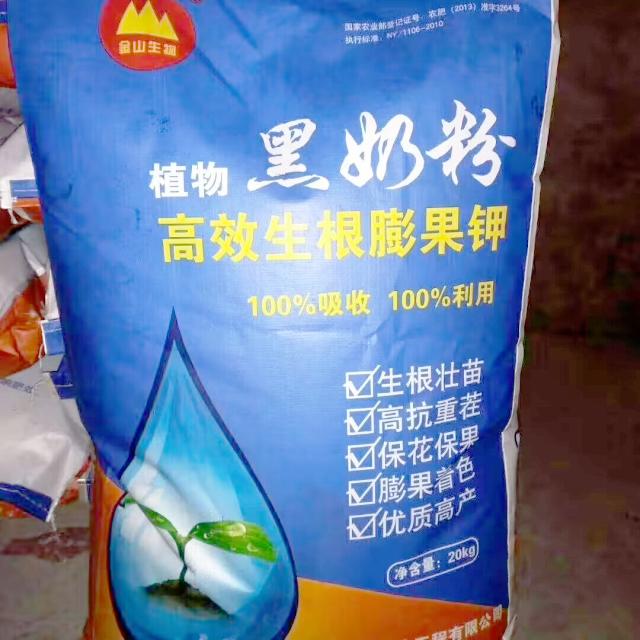 金山生物
国家农业部登记证号:农肥(2013)准字3264号
执行标准:NY/1106-2010
植物 黑奶粉
高效生根膨果钾
100%吸收 100%利用
生根壮苗
高抗重茬
保花保果
膨果着色
优质高产
净含量:20kg
工程有限公司